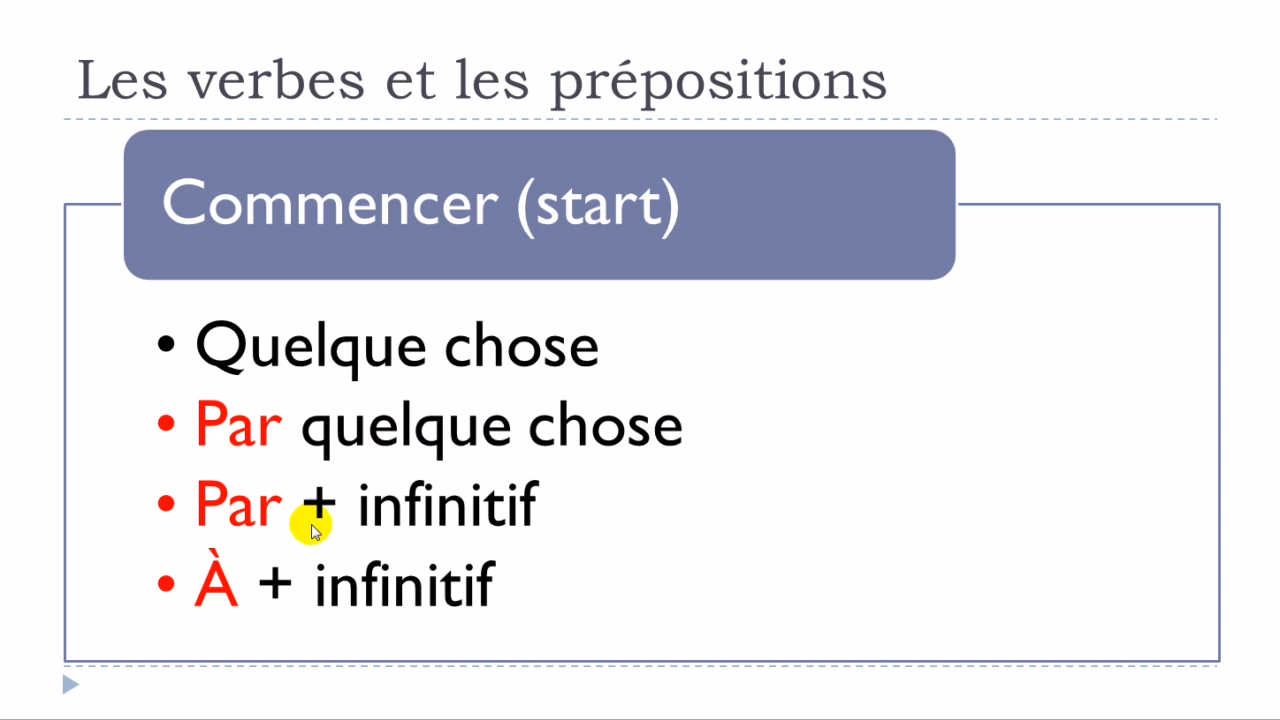 Les verbes et les prépositions
Commencer (start)
• Quelque chose
• Par quelque chose
• Par + infinitif
• À + infinitif